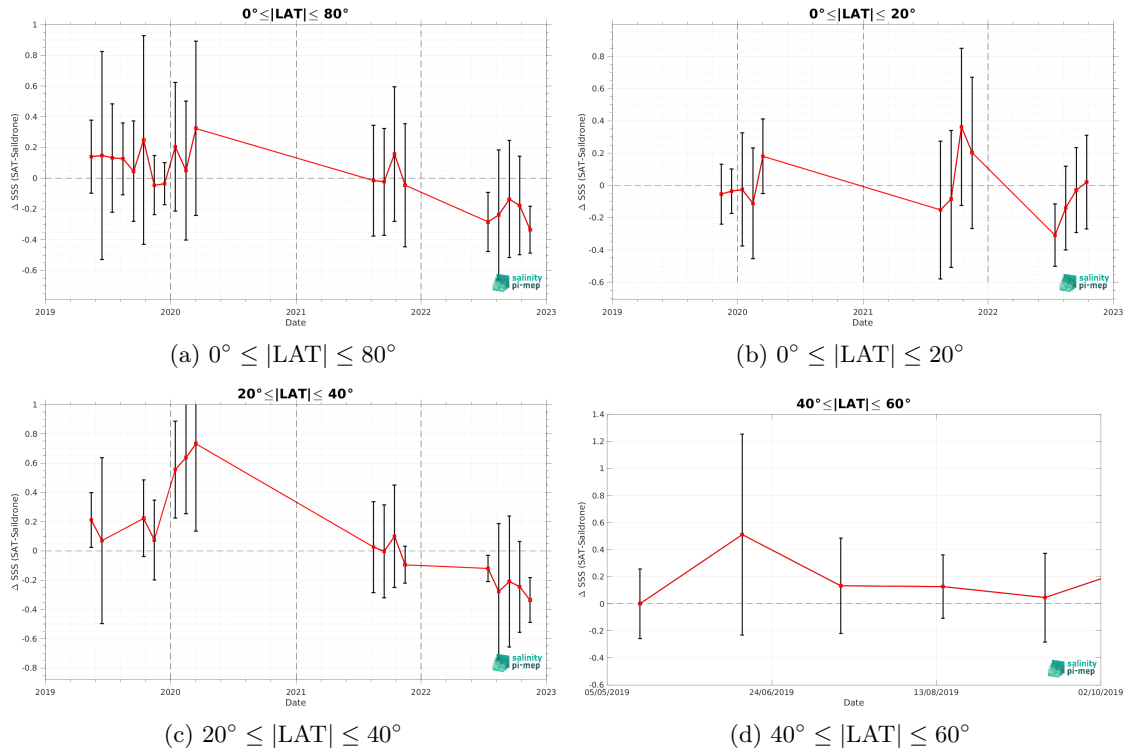 0°≤|LAT|≤ 80°
1
0.8
0.6
0.4
0.2
0
-0.2
-0.4
-0.6
Δ SSS (SAT-Saildrone)
2019
2020
2021
2022
2023
Date
salinity
pi-mep
(a) 0° ≤ |LAT| ≤ 80°
0°≤|LAT|≤ 20°
1
0.8
0.6
0.4
0.2
0
-0.2
-0.4
-0.6
Δ SSS (SAT-Saildrone)
2019
2020
2021
2022
2023
Date
salinity
pi-mep
(b) 0° ≤ |LAT| ≤ 20°
20°≤|LAT|≤ 40°
1
0.8
0.6
0.4
0.2
0
-0.2
-0.4
-0.6
-0.8
Δ SSS (SAT-Saildrone)
2019
2020
2021
2022
2023
Date
salinity
pi-mep
(c) 20° ≤ |LAT| ≤ 40°
40°≤|LAT|≤ 60°
1.4
1.2
1
0.8
0.6
0.4
0.2
0
-0.2
-0.4
-0.6
Δ SSS (SAT-Saildrone)
05/05/2019
24/06/2019
13/08/2019
02/10/2019
Date
salinity
pi-mep
(d) 40° ≤ |LAT| ≤ 60°